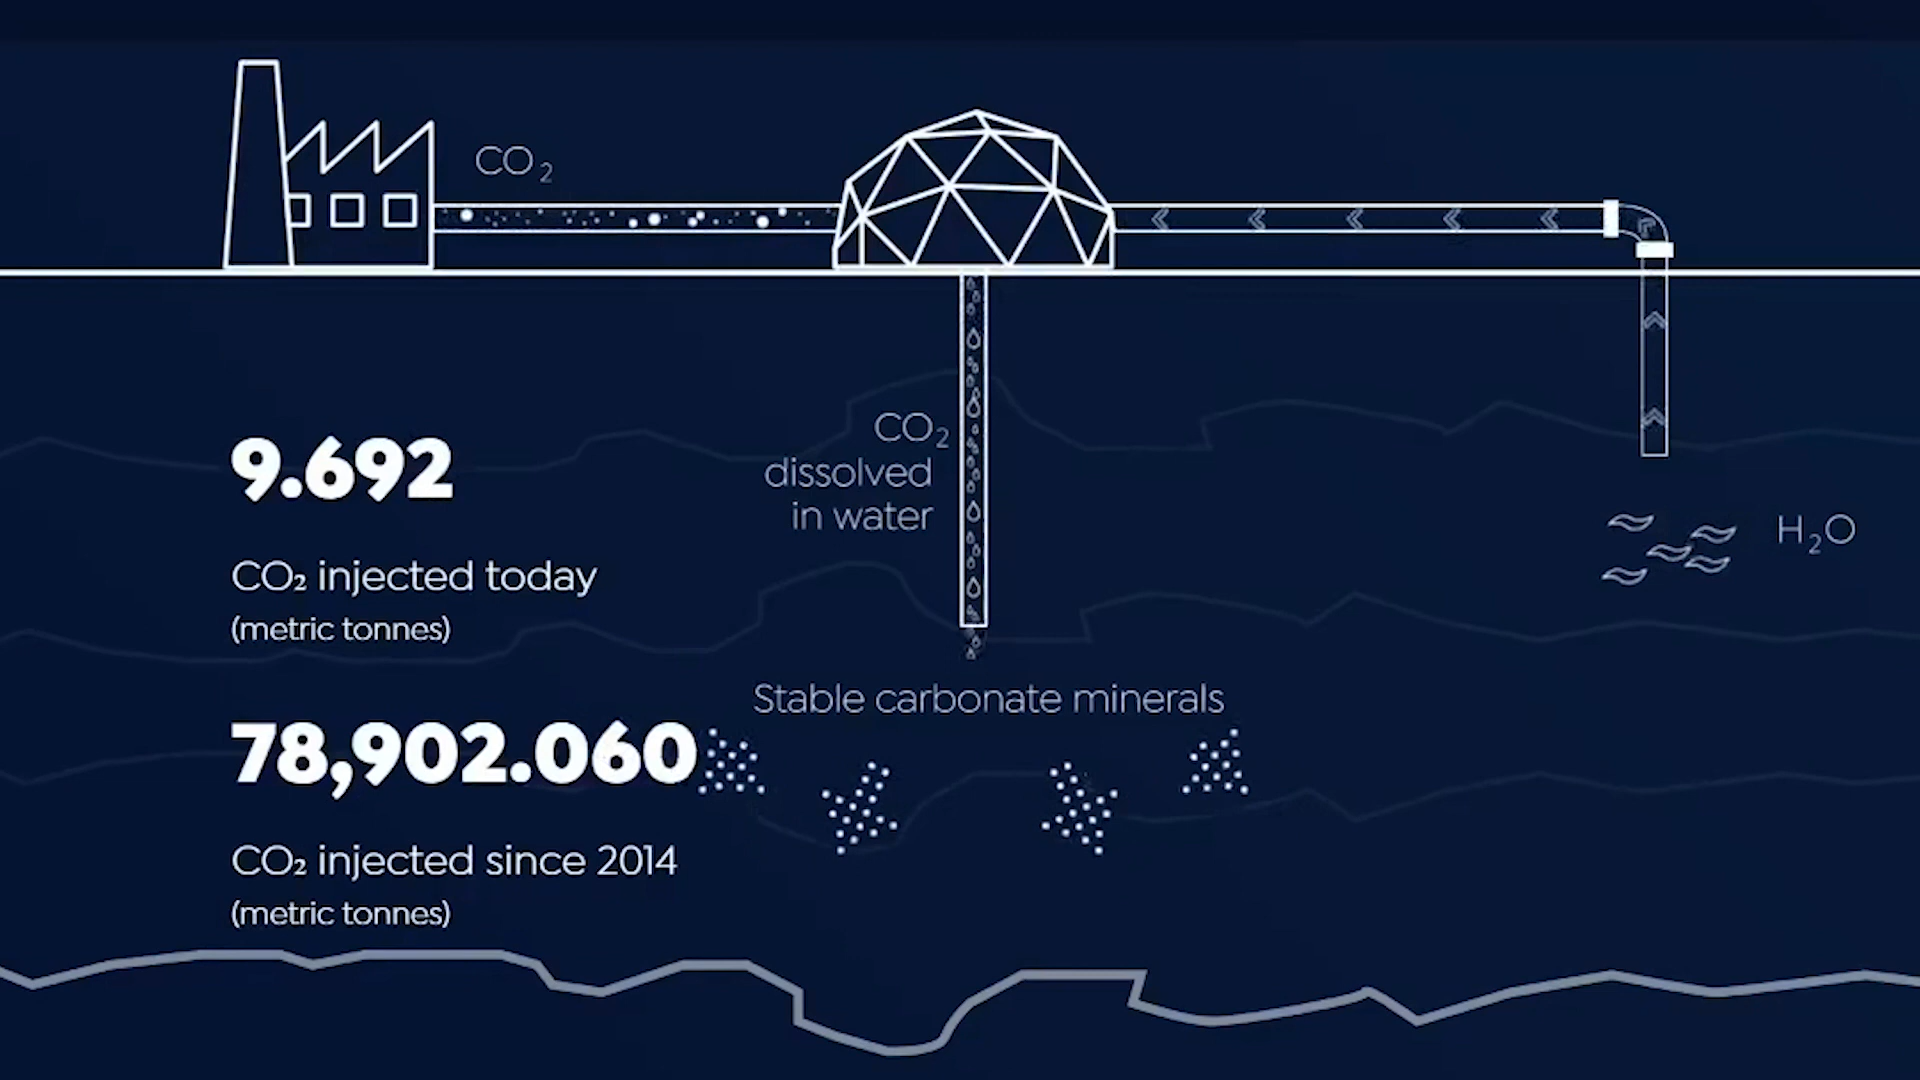 CO₂
9.692
CO₂ injected today
(metric tonnes)
78,902.060
CO₂ injected since 2014
(metric tonnes)
CO₂
dissolved
in water
Stable carbonate minerals
H₂O